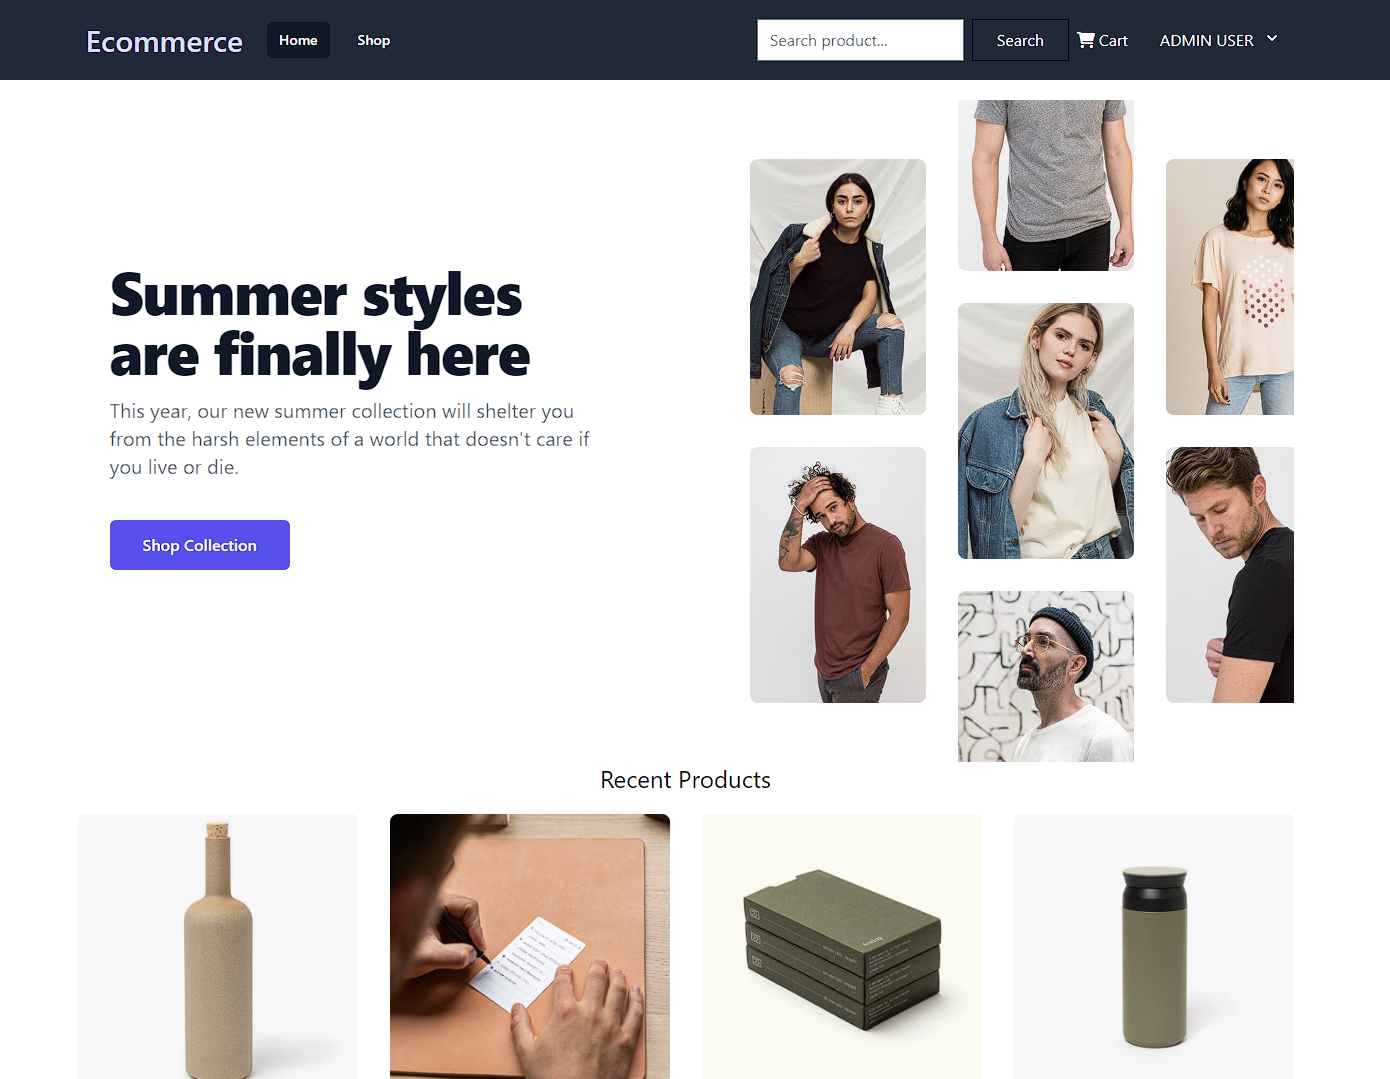 Ecommerce
Home
Shop
Search product...
Search
Cart
ADMIN USER
Summer styles
are finally here
This year, our new summer collection will shelter you
from the harsh elements of a world that doesn't care if
you live or die.
Shop Collection
Recent Products